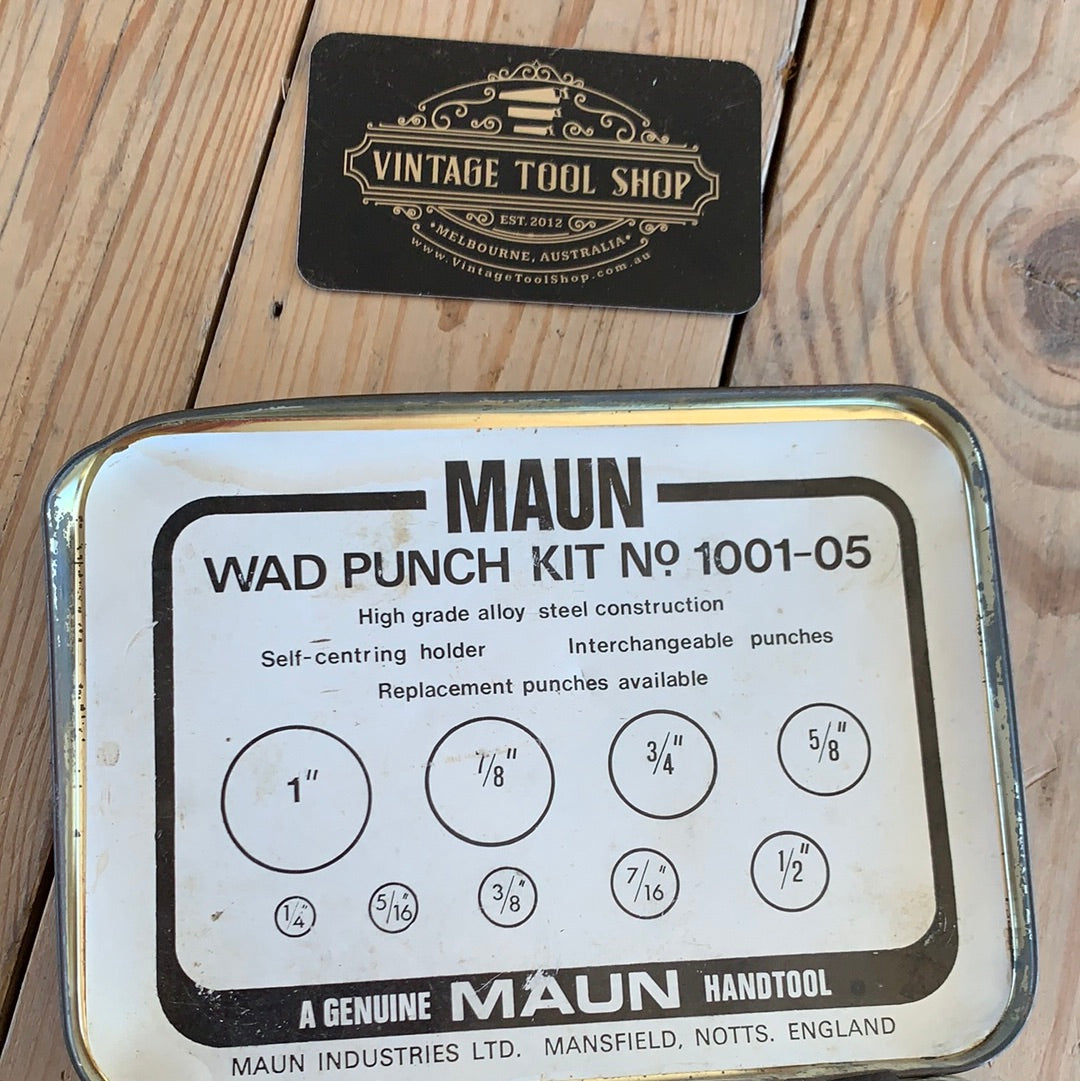 VINTAGE TOOL SHOP
EST. 2012
• MELBOURNE, AUSTRALIA •
www.VintageToolShop.com.au
MAUN
WAD PUNCH KIT Nº 1001-05
High grade alloy steel construction
Self-centring holder Interchangeable punches
Replacement punches available
1" 7/8" 3/4" 5/8"
1/4" 5/16" 3/8" 7/16" 1/2"
A GENUINE MAUN HANDTOOL
MAUN INDUSTRIES LTD. MANSFIELD, NOTTS. ENGLAND